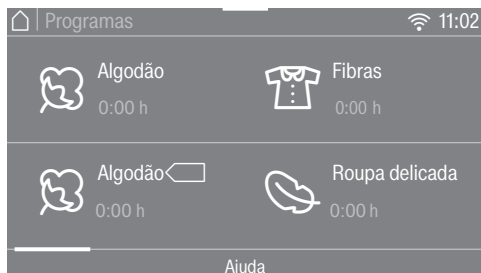 Programas 11:02
Algodão Fibras
0:00 h 0:00 h
Algodão Roupa delicada
0:00 h 0:00 h
Ajuda